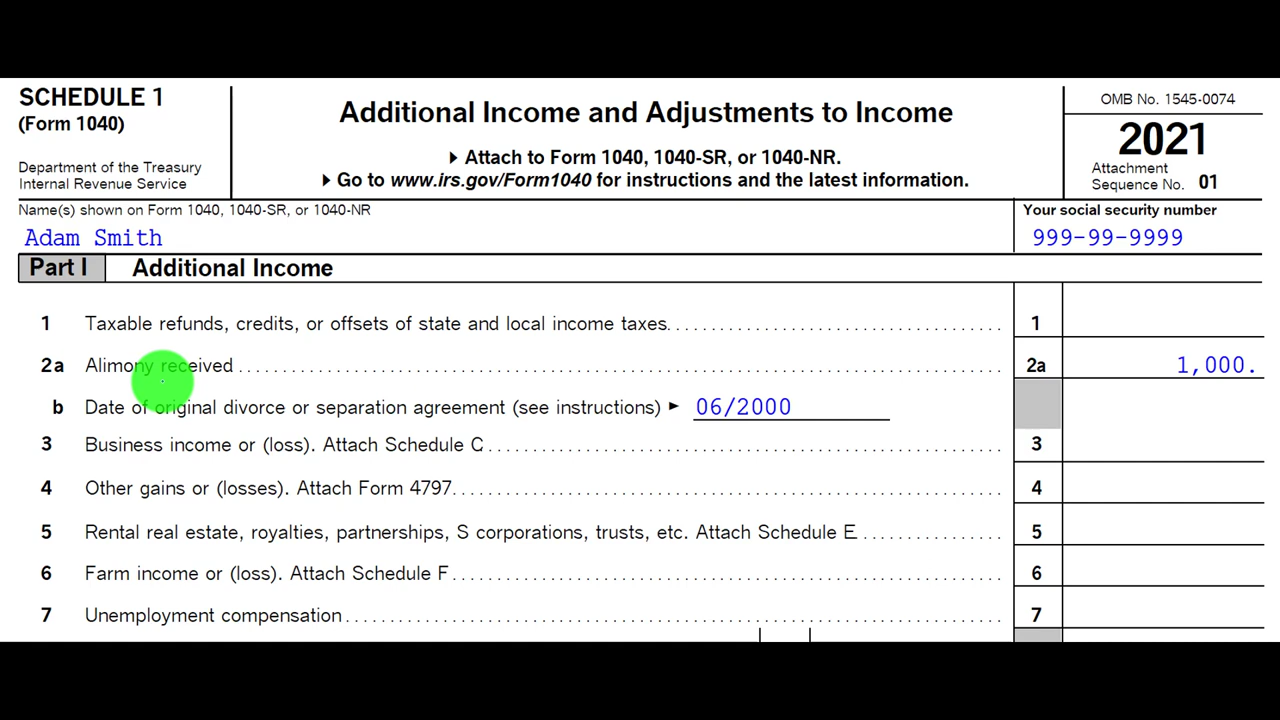 SCHEDULE 1
(Form 1040)
Department of the Treasury
Internal Revenue Service
Additional Income and Adjustments to Income
▶ Attach to Form 1040, 1040-SR, or 1040-NR.
▶ Go to www.irs.gov/Form1040 for instructions and the latest information.
OMB No. 1545-0074
2021
Attachment
Sequence No. 01
Name(s) shown on Form 1040, 1040-SR, or 1040-NR
Adam Smith
Your social security number
999-99-9999
Part I Additional Income
1 Taxable refunds, credits, or offsets of state and local income taxes. 1
2a Alimony received 2a 1,000.
b Date of original divorce or separation agreement (see instructions) ▶ 06/2000
3 Business income or (loss). Attach Schedule C 3
4 Other gains or (losses). Attach Form 4797. 4
5 Rental real estate, royalties, partnerships, S corporations, trusts, etc. Attach Schedule E 5
6 Farm income or (loss). Attach Schedule F 6
7 Unemployment compensation 7